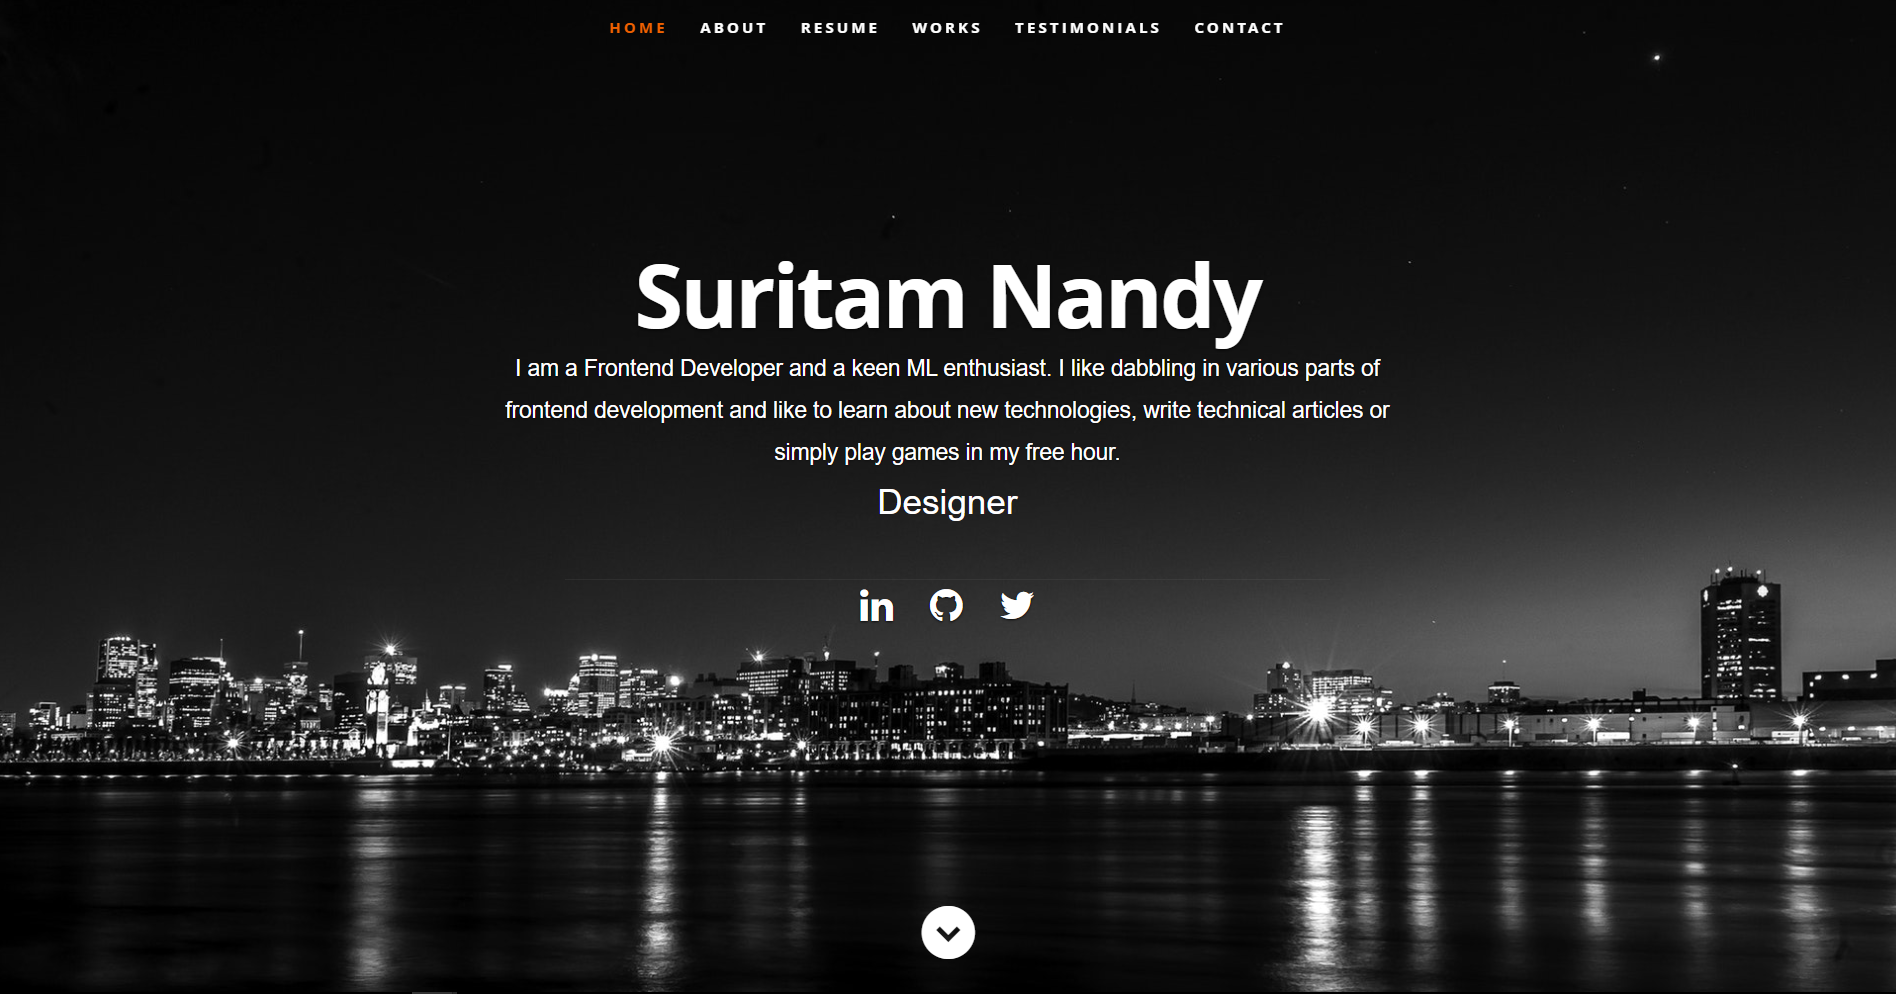 HOME ABOUT RESUME WORKS TESTIMONIALS CONTACT
Suritam Nandy
I am a Frontend Developer and a keen ML enthusiast. I like dabbling in various parts of
frontend development and like to learn about new technologies, write technical articles or
simply play games in my free hour.
Designer
in